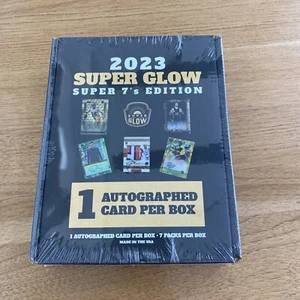 2023
SUPER GLOW
SUPER 7's EDITION
SUPER
GLOW
1 AUTOGRAPHED
CARD PER BOX
1 AUTOGRAPHED CARD PER BOX - 7 PACKS PER BOX
MADE IN THE USA